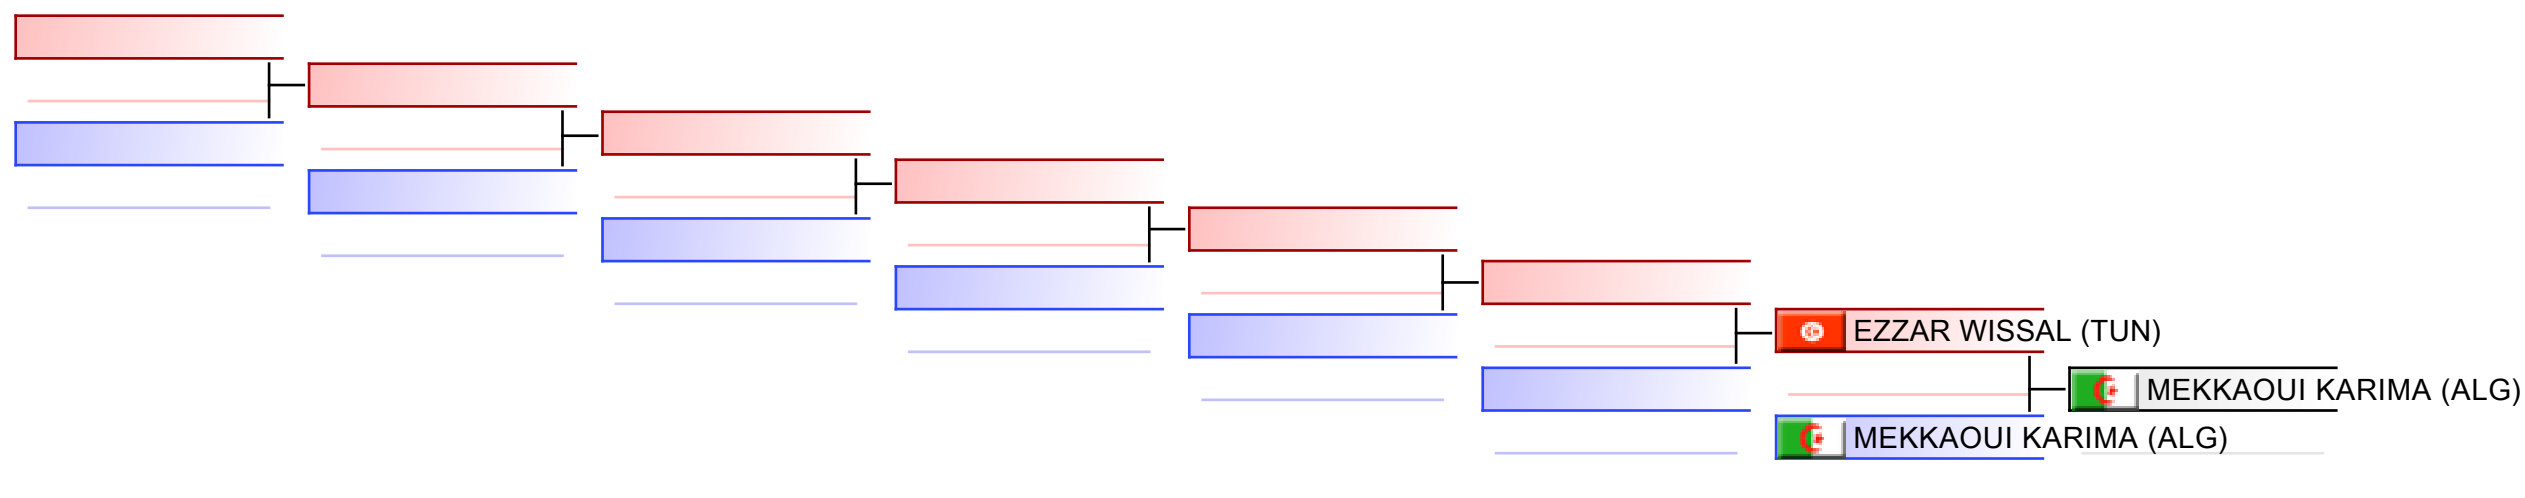 EZZAR WISSAL (TUN)
MEKKAOUI KARIMA (ALG)
MEKKAOUI KARIMA (ALG)